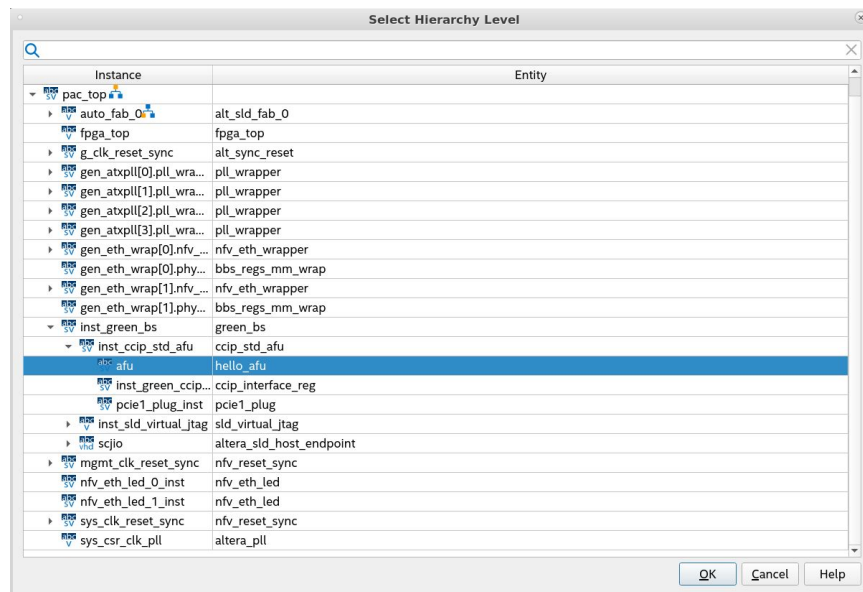 Select Hierarchy Level
Instance Entity
pac_top
auto_fab_0 alt_sld_fab_0
fpga_top fpga_top
g_clk_reset_sync alt_sync_reset
gen_atxpll[0].pll_wra... pll_wrapper
gen_atxpll[1].pll_wra... pll_wrapper
gen_atxpll[2].pll_wra... pll_wrapper
gen_atxpll[3].pll_wra... pll_wrapper
gen_eth_wrap[0].nfv_... nfv_eth_wrapper
gen_eth_wrap[0].phy... bbs_regs_mm_wrap
gen_eth_wrap[1].nfv_... nfv_eth_wrapper
gen_eth_wrap[1].phy... bbs_regs_mm_wrap
inst_green_bs green_bs
inst_ccip_std_afu ccip_std_afu
afu hello_afu
inst_green_ccip... ccip_interface_reg
pcie1_plug_inst pcie1_plug
inst_sld_virtual_jtag sld_virtual_jtag
scjio altera_sld_host_endpoint
mgmt_clk_reset_sync nfv_reset_sync
nfv_eth_led_0_inst nfv_eth_led
nfv_eth_led_1_inst nfv_eth_led
sys_clk_reset_sync nfv_reset_sync
sys_csr_clk_pll altera_pll
OK Cancel Help